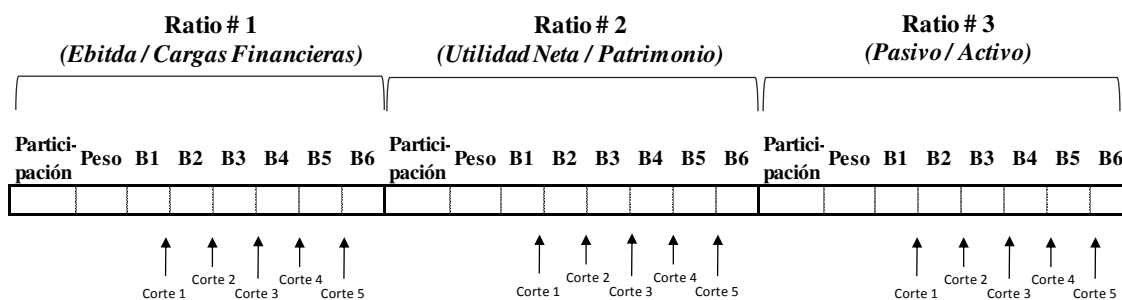 Ratio # 1
(Ebitda / Cargas Financieras)
Ratio # 2
(Utilidad Neta / Patrimonio)
Ratio # 3
(Pasivo / Activo)
Partici-
pación
Peso B1 B2 B3 B4 B5 B6
Partici-
pación
Peso B1 B2 B3 B4 B5 B6
Partici-
pación
Peso B1 B2 B3 B4 B5 B6
Corte 1 Corte 2 Corte 3 Corte 4 Corte 5
Corte 1 Corte 2 Corte 3 Corte 4 Corte 5
Corte 1 Corte 2 Corte 3 Corte 4 Corte 5